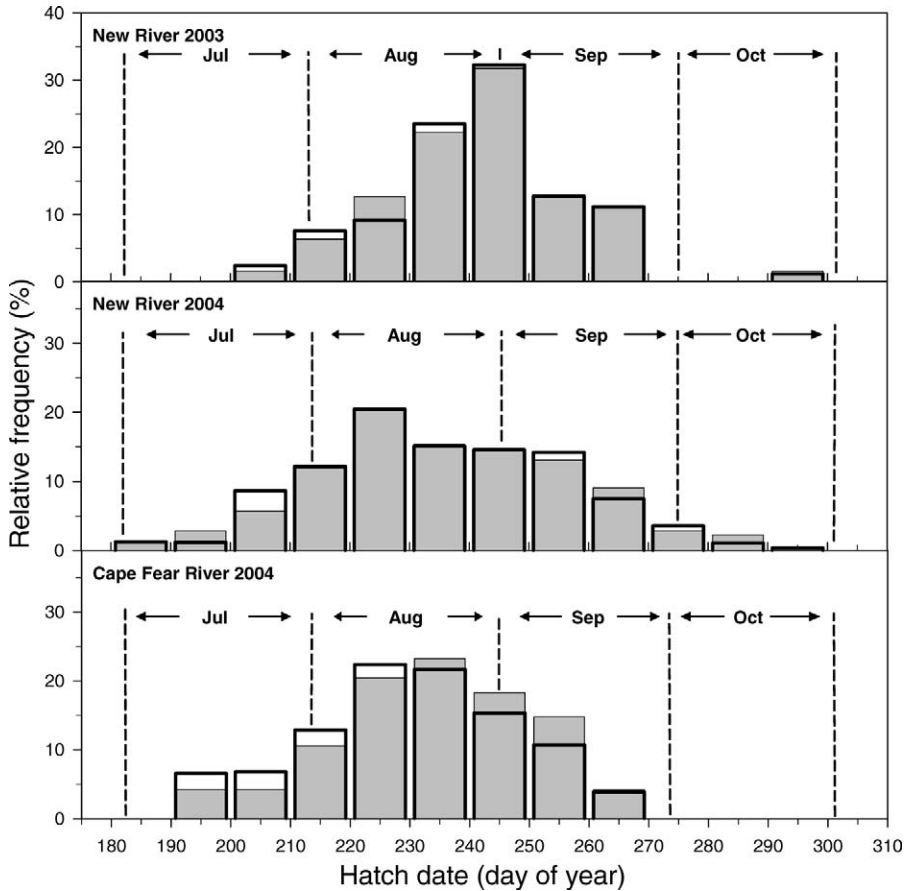 Relative frequency (%)
40
30
20
10
0
New River 2003
Jul Aug Sep Oct
30
20
10
0
New River 2004
Jul Aug Sep Oct
30
20
10
0
Cape Fear River 2004
Jul Aug Sep Oct
180 190 200 210 220 230 240 250 260 270 280 290 300 310
Hatch date (day of year)